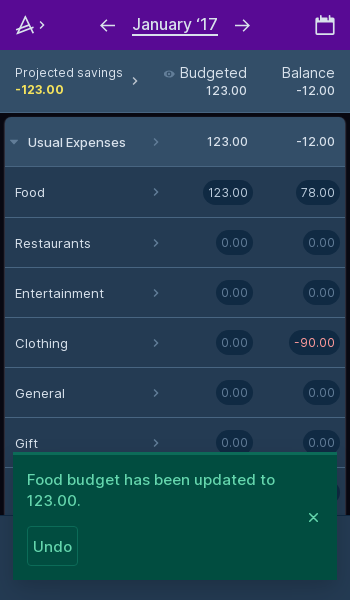 January ‘17
Projected savings
-123.00
Budgeted
123.00
Balance
-12.00
Usual Expenses 123.00 -12.00
Food 123.00 78.00
Restaurants 0.00 0.00
Entertainment 0.00 0.00
Clothing 0.00 -90.00
General 0.00 0.00
Gift 0.00 0.00
Food budget has been updated to
123.00.
Undo